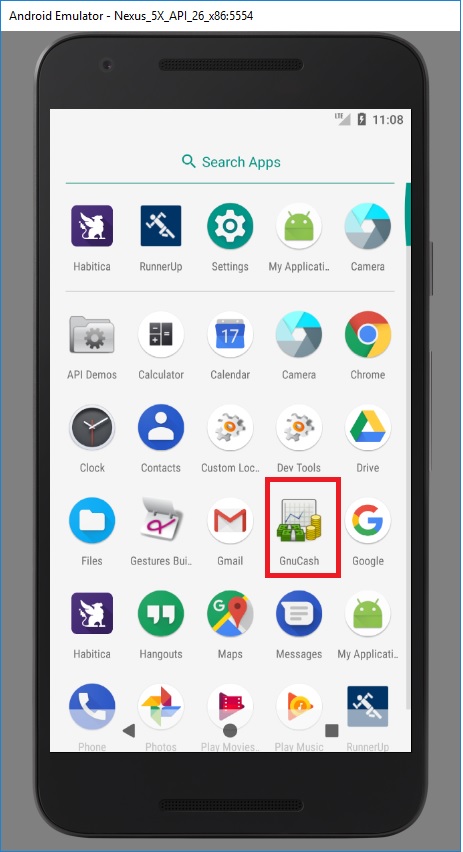 Android Emulator - Nexus_5X_API_26_x86:5554
LTE 11:08
Search Apps
Habitica RunnerUp Settings My Applicati.. Camera
API Demos Calculator Calendar Camera Chrome
17
Clock Contacts Custom Loc.. Dev Tools Drive
Files Gestures Bui.. Gmail GnuCash Google
Habitica Hangouts Maps Messages My Applicati..
Phone Photos Play Movies.. Play Music RunnerUp